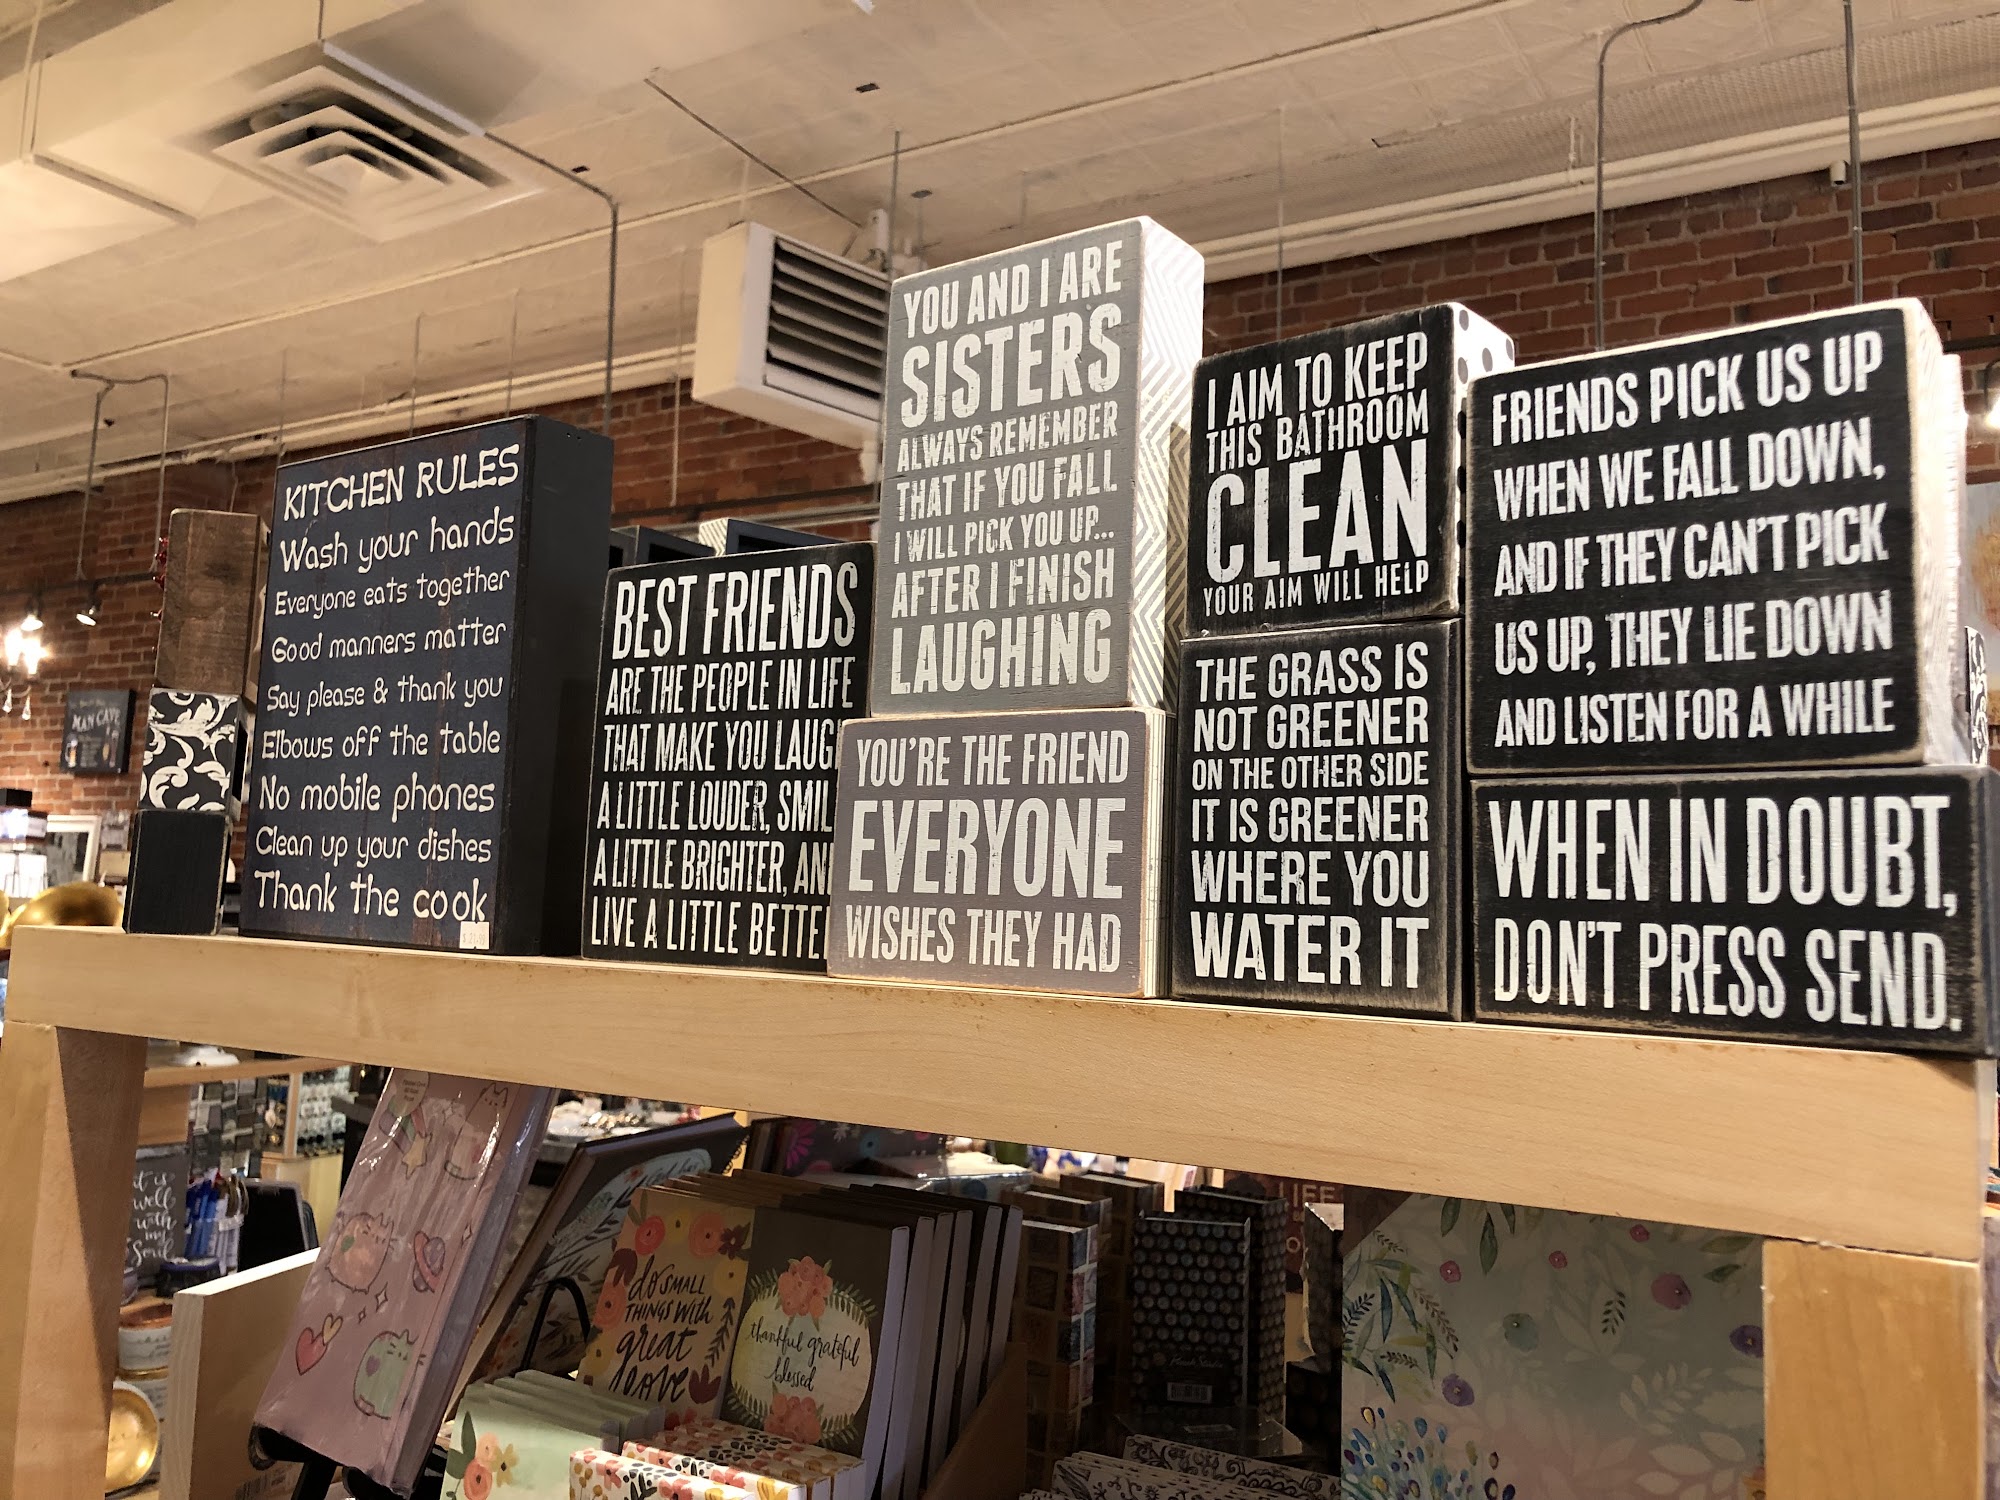 KITCHEN RULES
Wash your hands
Everyone eats together
Good manners matter
Say please & thank you
Elbows off the table
No mobile phones
Clean up your dishes
Thank the cook
BEST FRIENDS
ARE THE PEOPLE IN LIFE
THAT MAKE YOU LAUG
A LITTLE LOUDER, SMIL
A LITTLE BRIGHTER, AN
LIVE A LITTLE BETTE
YOU AND I ARE
SISTERS
ALWAYS REMEMBER
THAT IF YOU FALL
I WILL PICK YOU UP...
AFTER I FINISH
LAUGHING
YOU'RE THE FRIEND
EVERYONE
WISHES THEY HAD
I AIM TO KEEP
THIS BATHROOM
CLEAN
YOUR AIM WILL HELP
THE GRASS IS
NOT GREENER
ON THE OTHER SIDE
IT IS GREENER
WHERE YOU
WATER IT
FRIENDS PICK US UP
WHEN WE FALL DOWN,
AND IF THEY CAN'T PICK
US UP, THEY LIE DOWN
AND LISTEN FOR A WHILE
WHEN IN DOUBT,
DON'T PRESS SEND.
MAN CAVE
it is
well
with
my
Soul
do SMALL
THINGS WITH
great
love
thankful grateful
blessed
LIFE